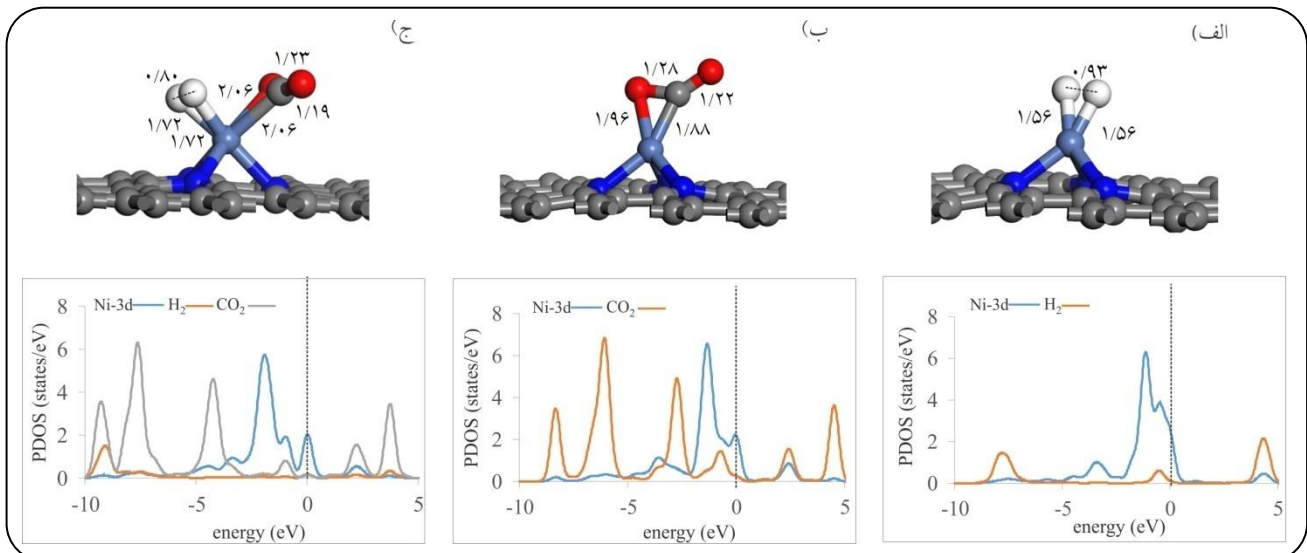 الف)
۰/۹۳
۱/۵۶
۱/۵۶
ب)
۱/۲۸
۱/۲۲
۱/۹۶
۱/۸۸
ج)
۱/۲۳
۰/۸۰
۲/۰۶
۱/۱۹
۱/۷۲
۱/۷۲
۲/۰۶
Ni-3d H₂
PDOS (states/eV)
8
6
4
2
0
-10 -5 0 5
energy (eV)
Ni-3d CO₂
PDOS (states/eV)
8
6
4
2
0
-10 -5 0 5
energy (eV)
Ni-3d H₂ CO₂
PDOS (states/eV)
8
6
4
2
0
-10 -5 0 5
energy (eV)